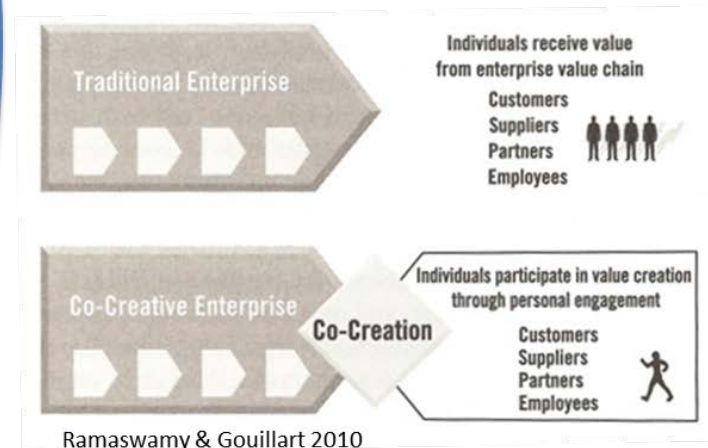 Traditional Enterprise
Individuals receive value
from enterprise value chain
Customers
Suppliers
Partners
Employees
Co-Creative Enterprise
Co-Creation
Individuals participate in value creation
through personal engagement
Customers
Suppliers
Partners
Employees
Ramaswamy & Gouillart 2010